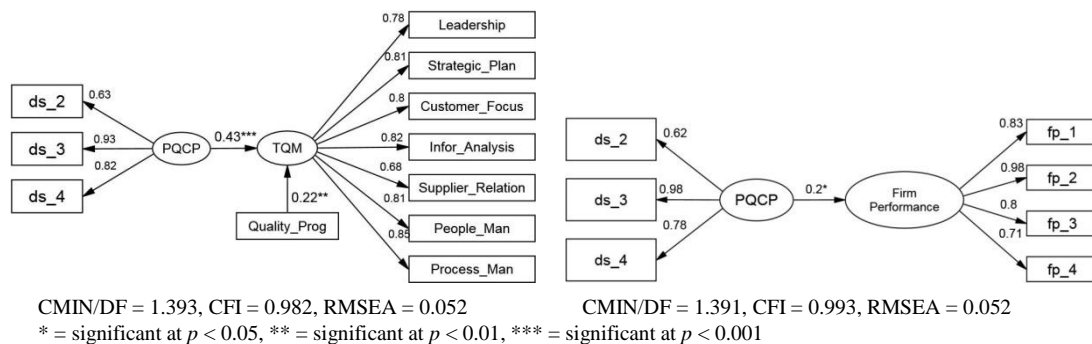 0.78
Leadership
0.81
Strategic_Plan
0.8
Customer_Focus
0.82
Infor_Analysis
0.68
Supplier_Relation
0.81
People_Man
0.85
Process_Man
ds_2
0.63
ds_3
0.93
ds_4
0.82
PQCP
0.43***
TQM
0.22**
Quality_Prog
ds_2
0.62
ds_3
0.98
ds_4
0.78
PQCP
0.2*
Firm
Performance
0.83
fp_1
0.98
fp_2
0.8
fp_3
0.71
fp_4
CMIN/DF = 1.393, CFI = 0.982, RMSEA = 0.052
CMIN/DF = 1.391, CFI = 0.993, RMSEA = 0.052
* = significant at p < 0.05, ** = significant at p < 0.01, *** = significant at p < 0.001